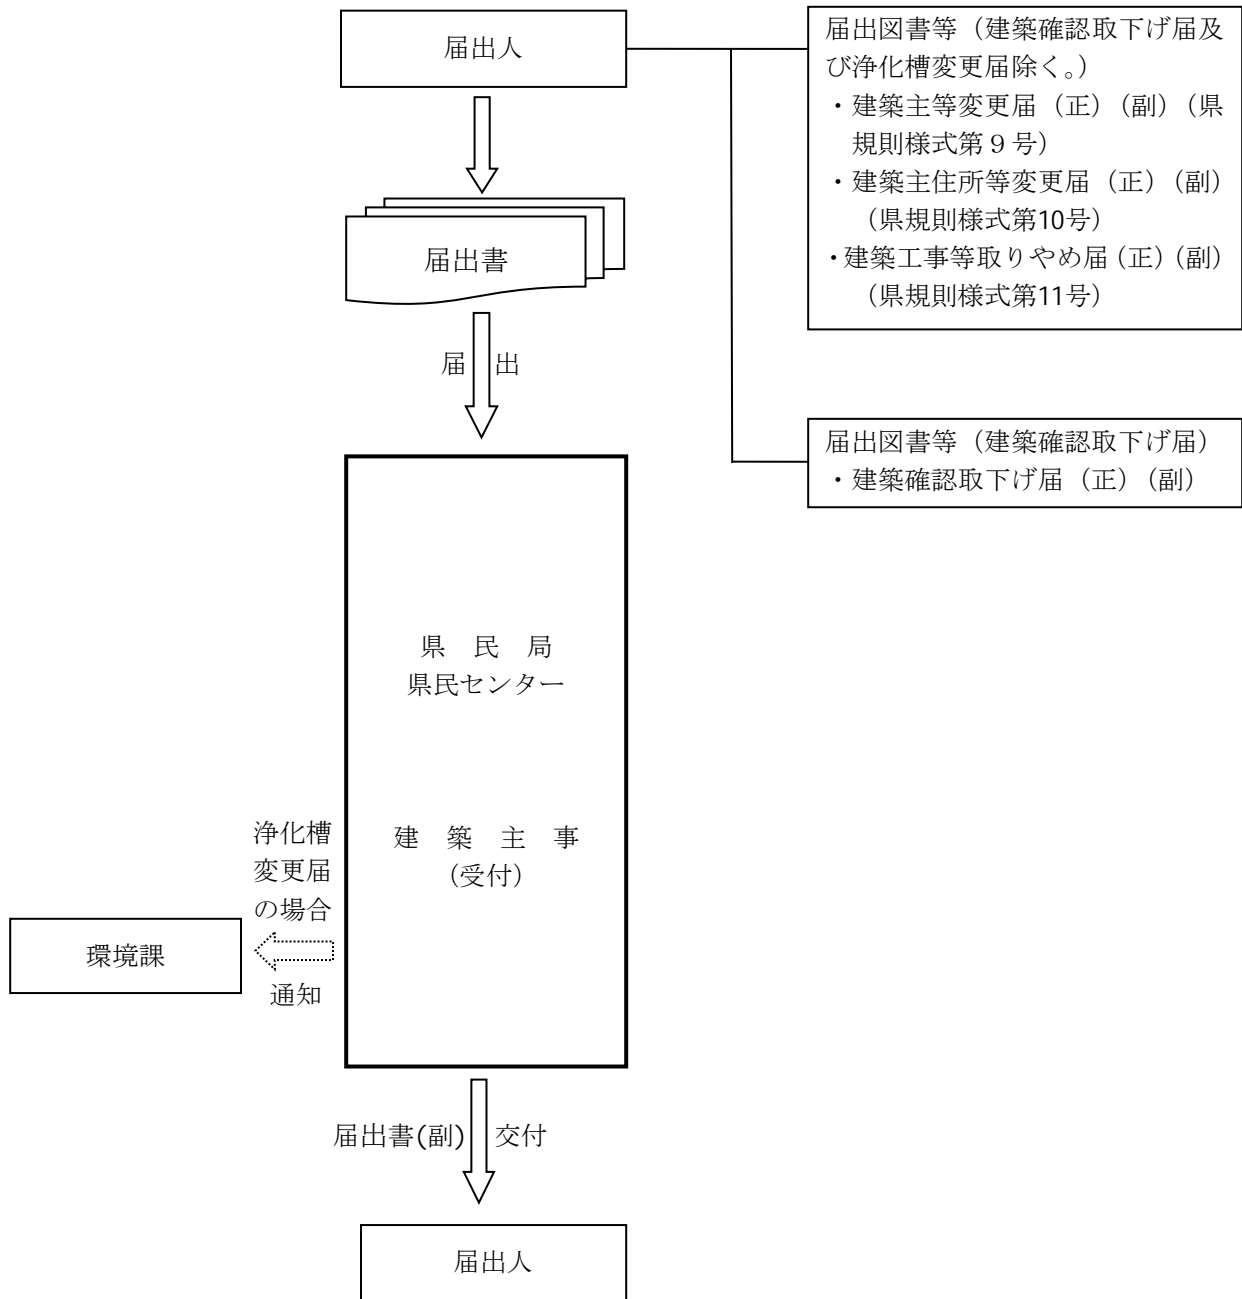 届出人
届出図書等（建築確認取下げ届及
び浄化槽変更届除く。）
・建築主等変更届（正）（副）（県
規則様式第９号）
・建築主住所等変更届（正）（副）
（県規則様式第10号）
・建築工事等取りやめ届（正）（副）
（県規則様式第11号）
届出書
届　出
届出図書等（建築確認取下げ届）
・建築確認取下げ届（正）（副）
県　民　局
県民センター
建　築　主　事
（受付）
浄化槽
変更届
の場合
環境課
通知
届出書(副)　交付
届出人